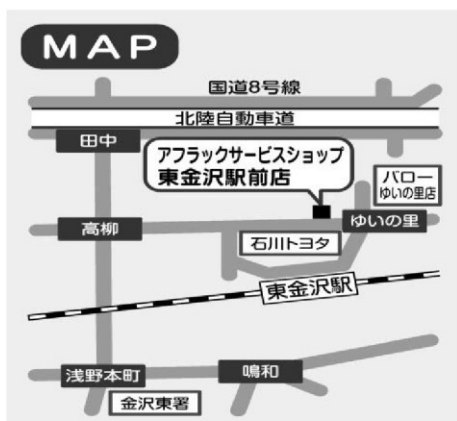 MAP
国道8号線
北陸自動車道
田中
アフラックサービスショップ
東金沢駅前店
バロー
ゆいの里店
高柳
ゆいの里
石川トヨタ
東金沢駅
浅野本町
鳴和
金沢東署